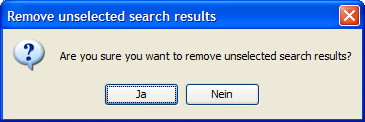 Remove unselected search results
Are you sure you want to remove unselected search results?
Ja
Nein